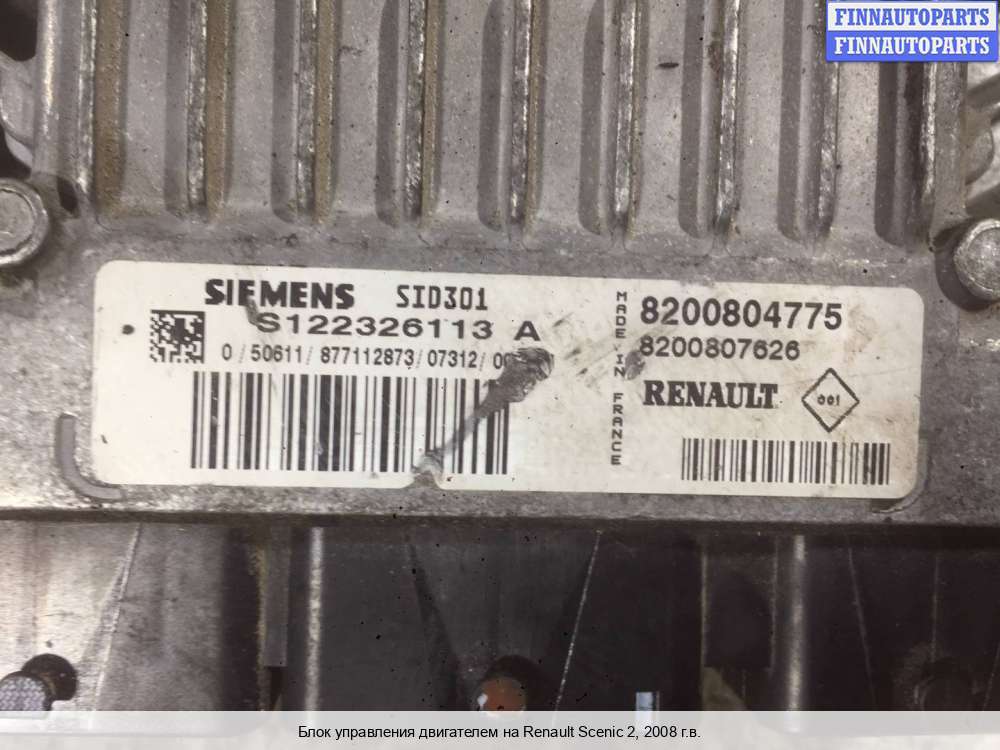 FINNAUTOPARTS
FINNAUTOPARTS
SIEMENS SID301
S122326113 A
0/50611/877112873/07312/
MADE IN FRANCE
8200804775
8200807626
RENAULT
001
Блок управления двигателем на Renault Scenic 2, 2008 г.в.